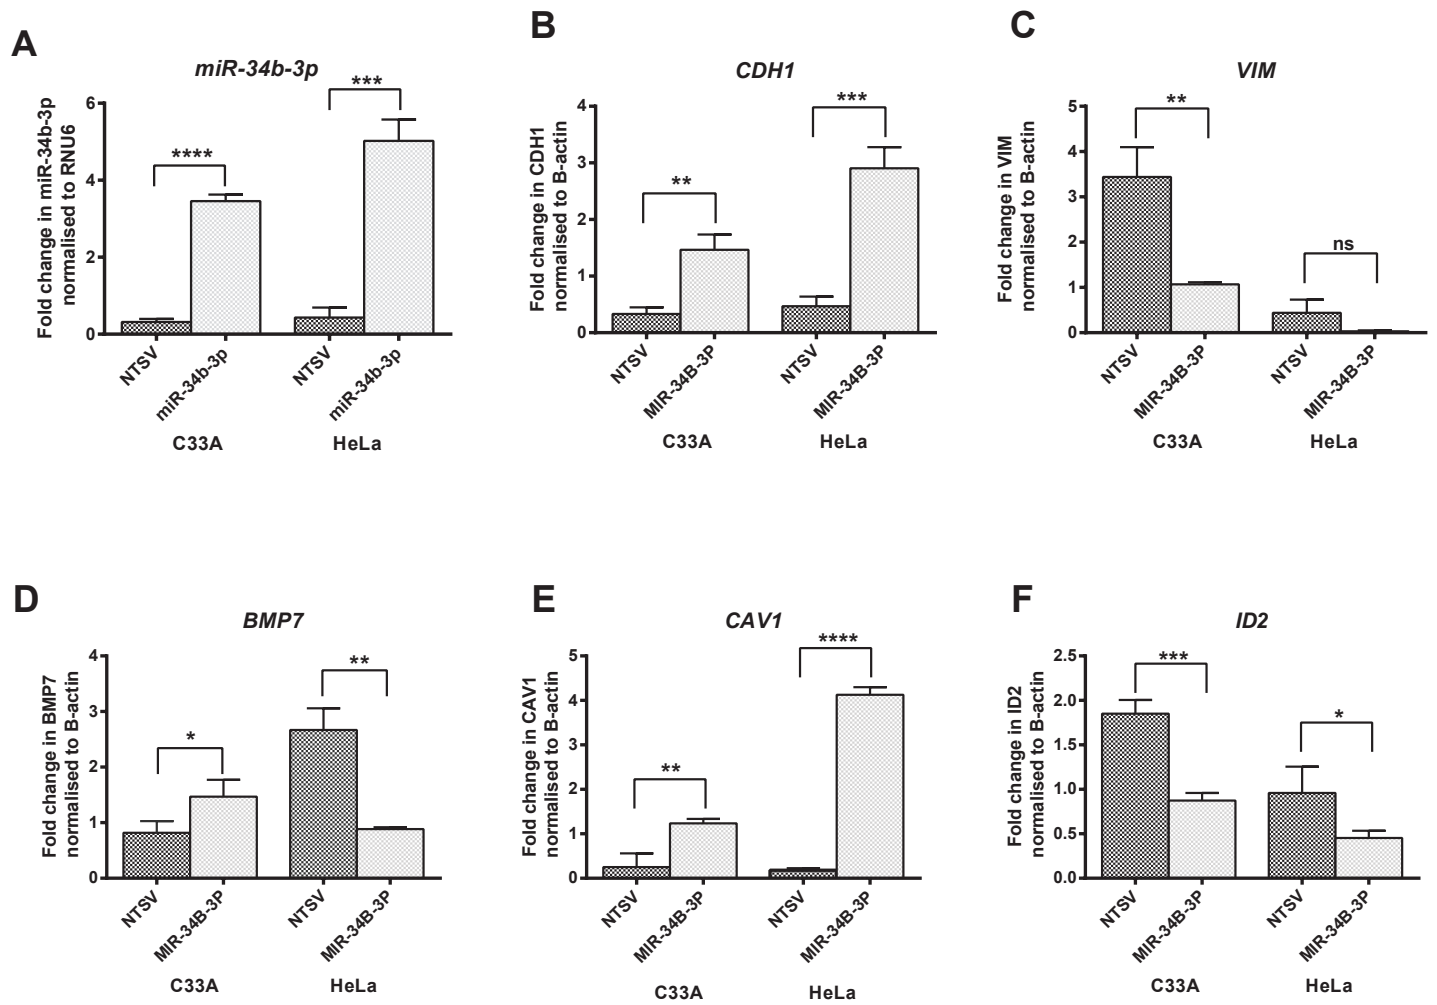 A
miR-34b-3p
Fold change in miR-34b-3p
normalised to RNU6
6
4
2
0
****
***
NTSV
miR-34b-3p
NTSV
miR-34b-3p
C33A
HeLa
B
CDH1
Fold change in CDH1
normalised to B-actin
4
3
2
1
0
**
***
NTSV
MIR-34B-3P
NTSV
MIR-34B-3P
C33A
HeLa
C
VIM
Fold change in VIM
normalised to B-actin
5
4
3
2
1
0
**
ns
NTSV
MIR-34B-3P
NTSV
MIR-34B-3P
C33A
HeLa
D
BMP7
Fold change in BMP7
normalised to B-actin
4
3
2
1
0
*
**
NTSV
MIR-34B-3P
NTSV
MIR-34B-3P
C33A
HeLa
E
CAV1
Fold change in CAV1
normalised to B-actin
5
4
3
2
1
0
**
****
NTSV
MIR-34B-3P
NTSV
MIR-34B-3P
C33A
HeLa
F
ID2
Fold change in ID2
normalised to B-actin
2.5
2.0
1.5
1.0
0.5
0.0
***
*
NTSV
MIR-34B-3P
NTSV
MIR-34B-3P
C33A
HeLa